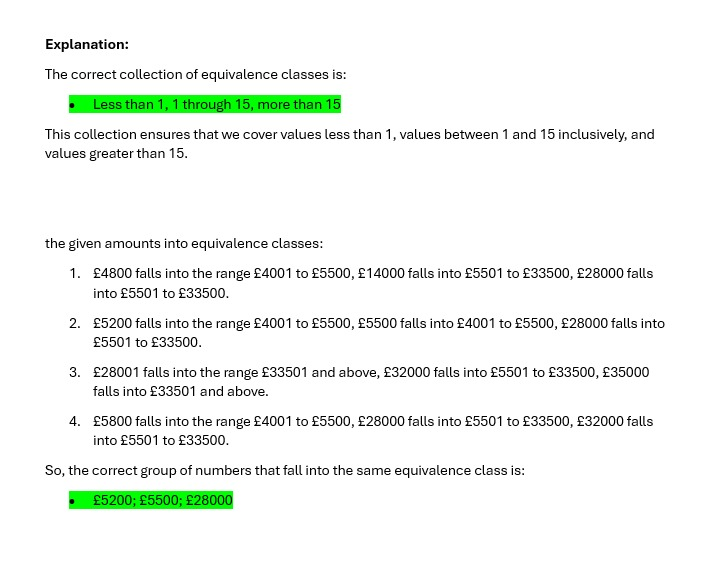 Explanation:
The correct collection of equivalence classes is:
• Less than 1, 1 through 15, more than 15
This collection ensures that we cover values less than 1, values between 1 and 15 inclusively, and
values greater than 15.
the given amounts into equivalence classes:
1. £4800 falls into the range £4001 to £5500, £14000 falls into £5501 to £33500, £28000 falls
into £5501 to £33500.
2. £5200 falls into the range £4001 to £5500, £5500 falls into £4001 to £5500, £28000 falls into
£5501 to £33500.
3. £28001 falls into the range £33501 and above, £32000 falls into £5501 to £33500, £35000
falls into £33501 and above.
4. £5800 falls into the range £4001 to £5500, £28000 falls into £5501 to £33500, £32000 falls
into £5501 to £33500.
So, the correct group of numbers that fall into the same equivalence class is:
• £5200; £5500; £28000